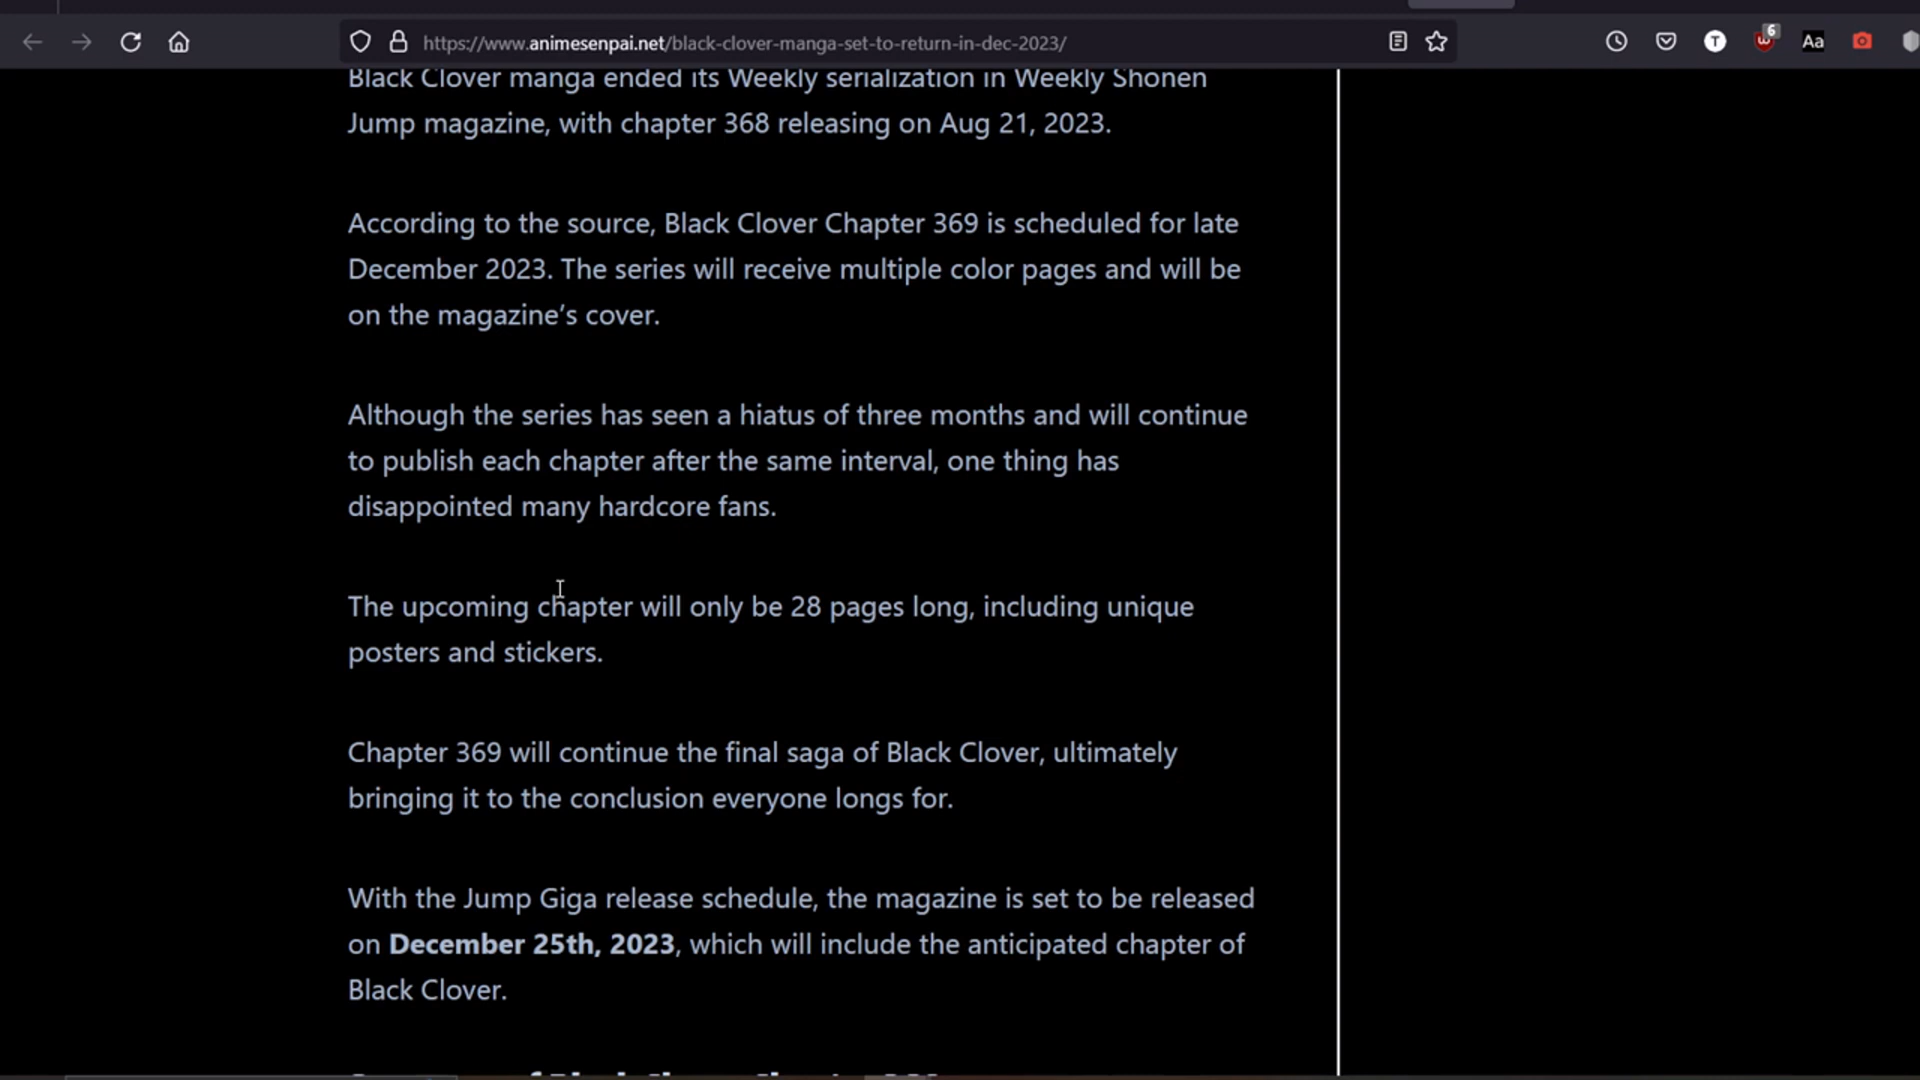 https://www.animesenpai.net/black-clover-manga-set-to-return-in-dec-2023/
T
6
Aa
Black Clover manga ended its Weekly serialization in Weekly Shonen
Jump magazine, with chapter 368 releasing on Aug 21, 2023.
According to the source, Black Clover Chapter 369 is scheduled for late
December 2023. The series will receive multiple color pages and will be
on the magazine’s cover.
Although the series has seen a hiatus of three months and will continue
to publish each chapter after the same interval, one thing has
disappointed many hardcore fans.
The upcoming chapter will only be 28 pages long, including unique
posters and stickers.
Chapter 369 will continue the final saga of Black Clover, ultimately
bringing it to the conclusion everyone longs for.
With the Jump Giga release schedule, the magazine is set to be released
on December 25th, 2023, which will include the anticipated chapter of
Black Clover.